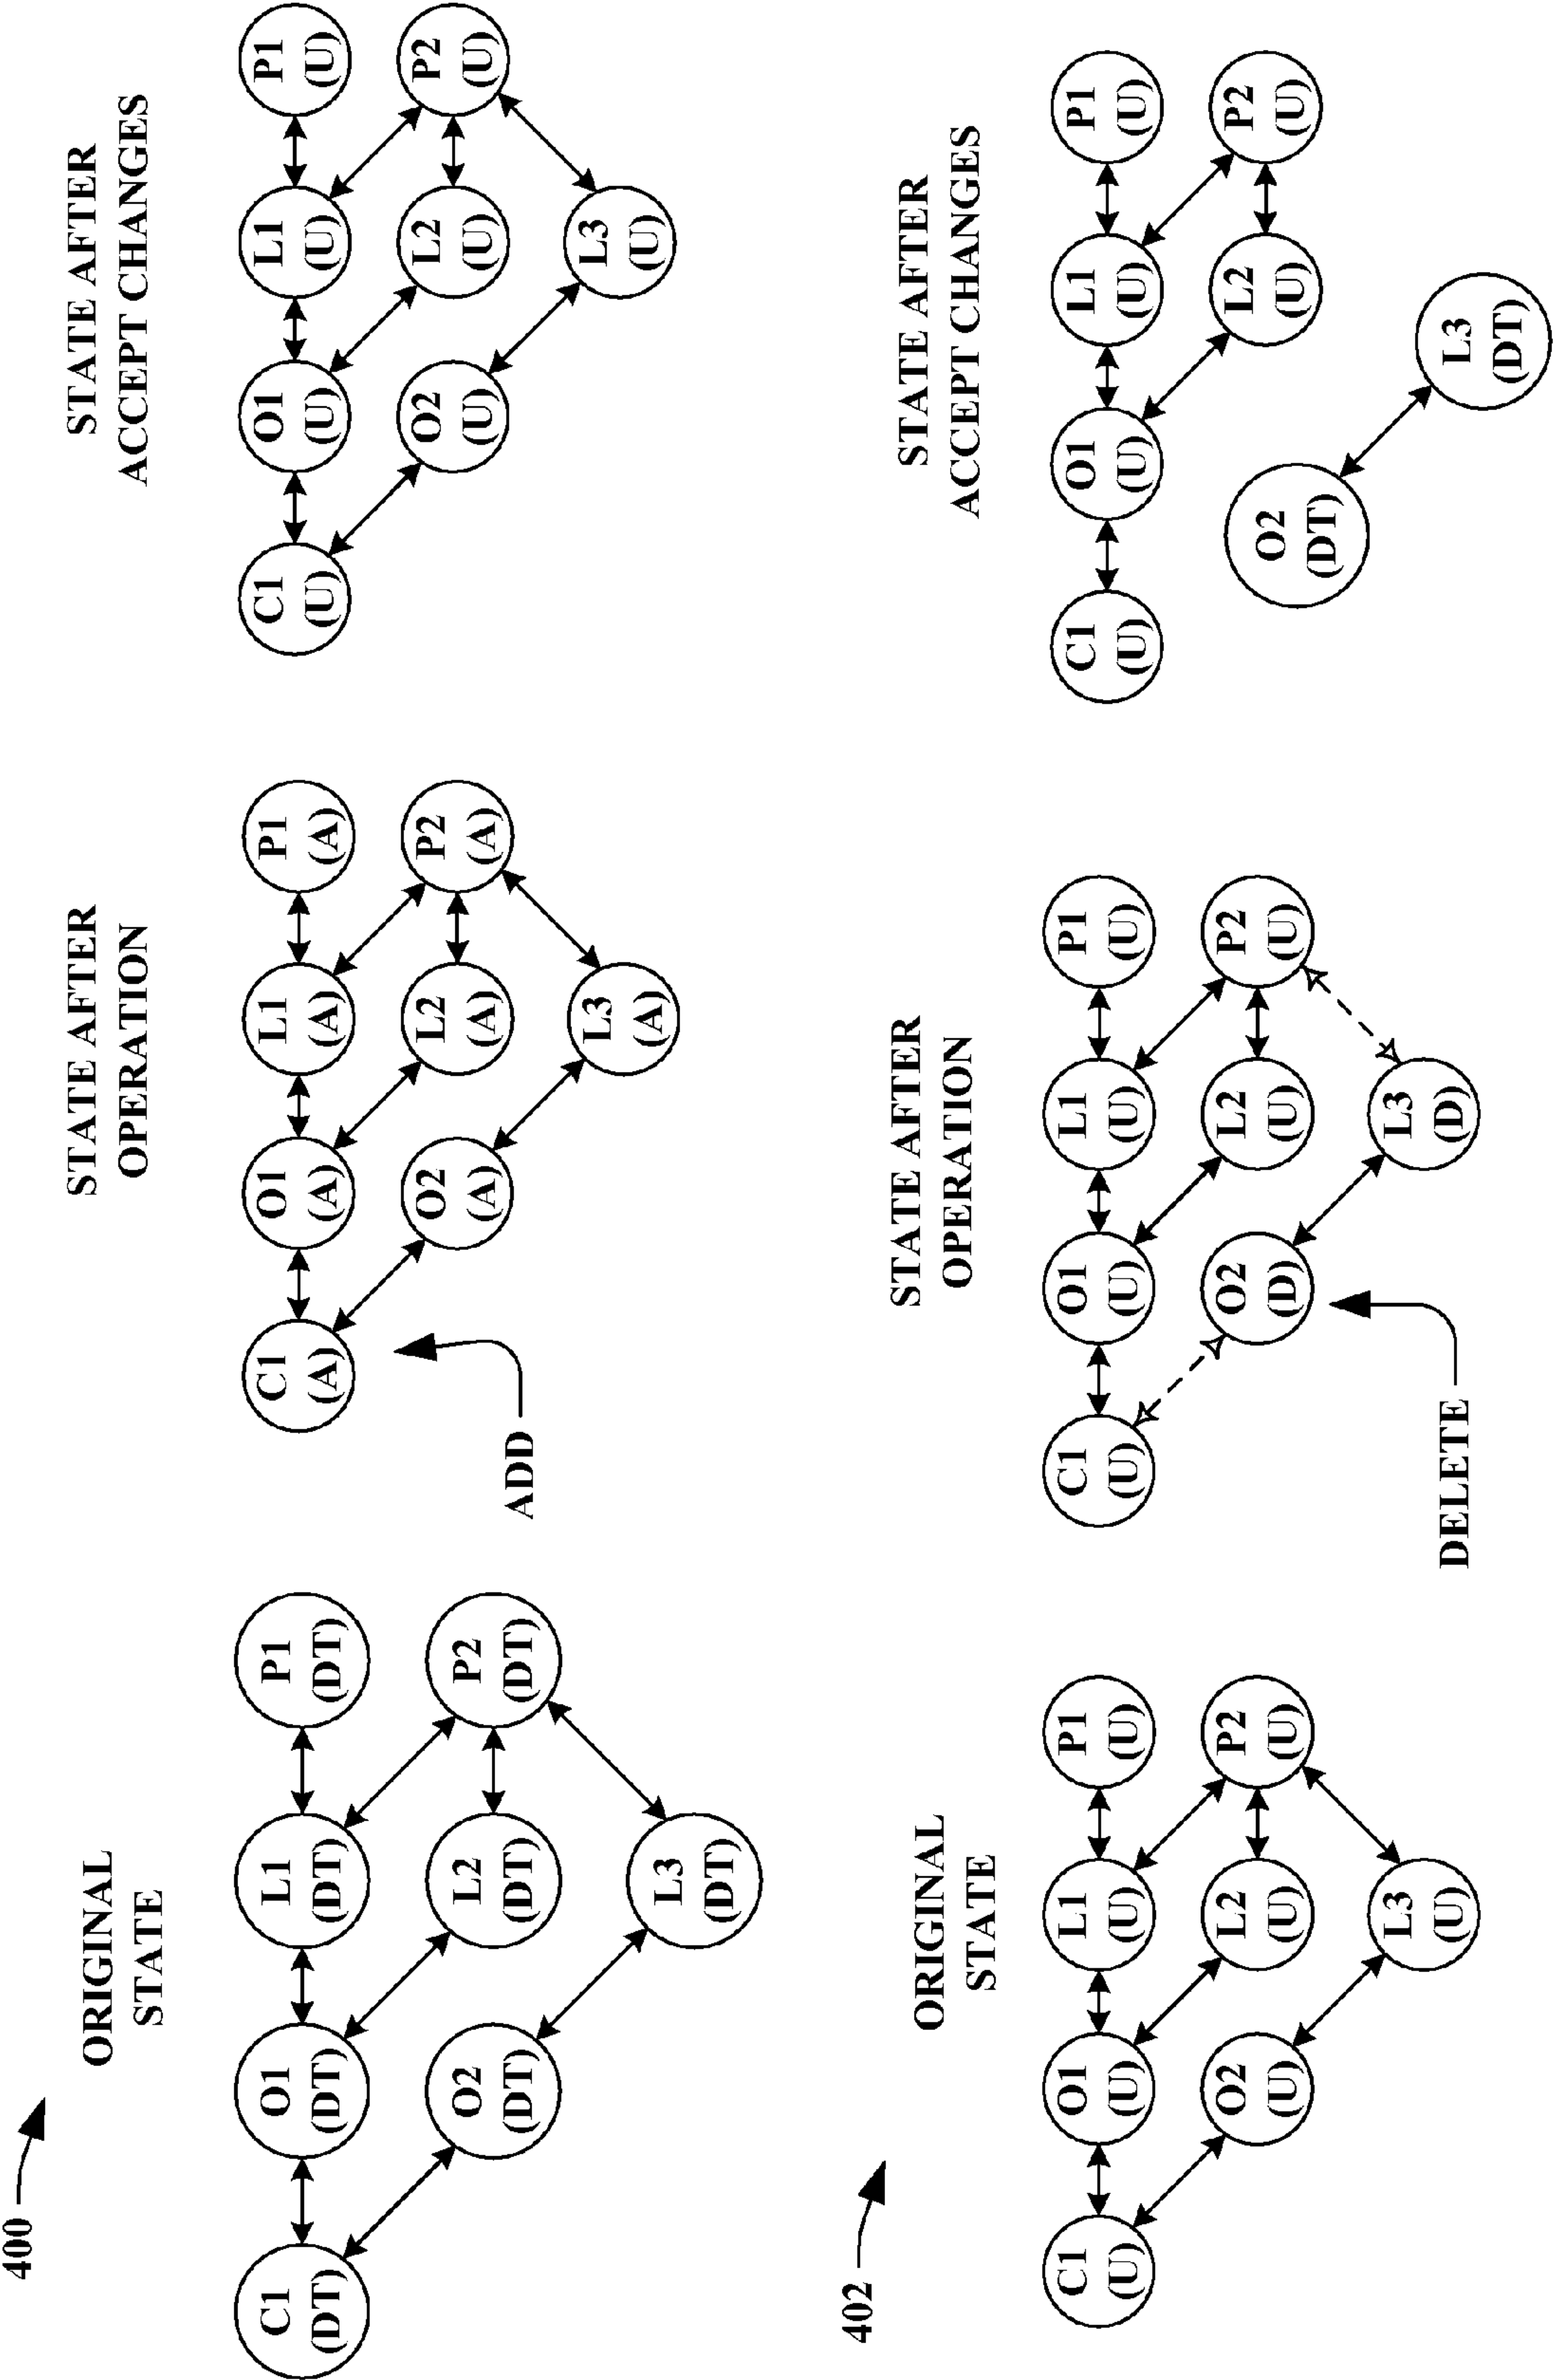 400
ORIGINAL
STATE
C1
(DT)
O1
(DT)
L1
(DT)
P1
(DT)
O2
(DT)
L2
(DT)
P2
(DT)
L3
(DT)
STATE AFTER
OPERATION
C1
(A)
O1
(A)
L1
(A)
P1
(A)
O2
(A)
L2
(A)
P2
(A)
L3
(A)
ADD
STATE AFTER
ACCEPT CHANGES
C1
(U)
O1
(U)
L1
(U)
P1
(U)
O2
(U)
L2
(U)
P2
(U)
L3
(U)
402
ORIGINAL
STATE
C1
(U)
O1
(U)
L1
(U)
P1
(U)
O2
(U)
L2
(U)
P2
(U)
L3
(U)
STATE AFTER
OPERATION
C1
(U)
O1
(U)
L1
(U)
P1
(U)
O2
(D)
L2
(U)
P2
(U)
L3
(D)
DELETE
STATE AFTER
ACCEPT CHANGES
C1
(U)
O1
(U)
L1
(U)
P1
(U)
O2
(DT)
L2
(U)
P2
(U)
L3
(DT)